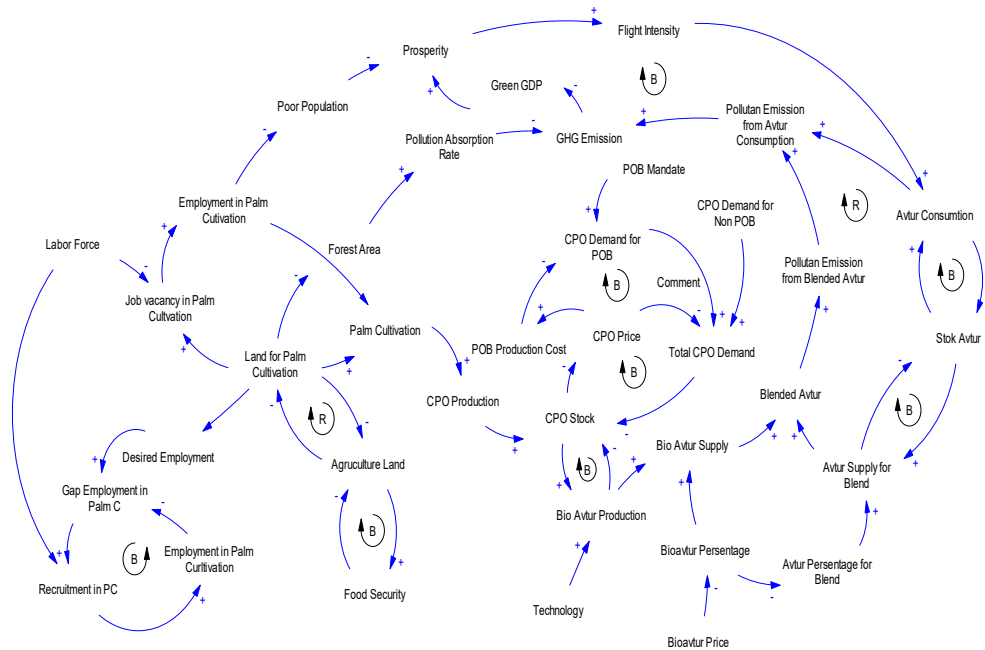 Flight Intensity
Prosperity
Green GDP
Poor Population
Pollutan Emission
from Avtur
Consumption
Pollution Absorption
Rate
GHG Emission
POB Mandate
Employment in Palm
Cutivation
CPO Demand for
Non POB
Avtur Consumtion
Labor Force
Forest Area
CPO Demand for
POB
Pollutan Emission
from Blended Avtur
Job vacancy in Palm
Cultivation
Comment
Palm Cultivation
POB Production Cost
CPO Price
Total CPO Demand
Stok Avtur
Land for Palm
Cultivation
CPO Production
CPO Stock
Blended Avtur
Desired Employment
Agruculture Land
Bio Avtur Supply
Avtur Supply for
Blend
Gap Employment in
Palm C
Bio Avtur Production
Employment in Palm
Curltivation
Bioavtur Persentage
Avtur Persentage for
Blend
Recruitment in PC
Food Security
Technology
Bioavtur Price
B
R
B
B
B
B
R
B
B
B